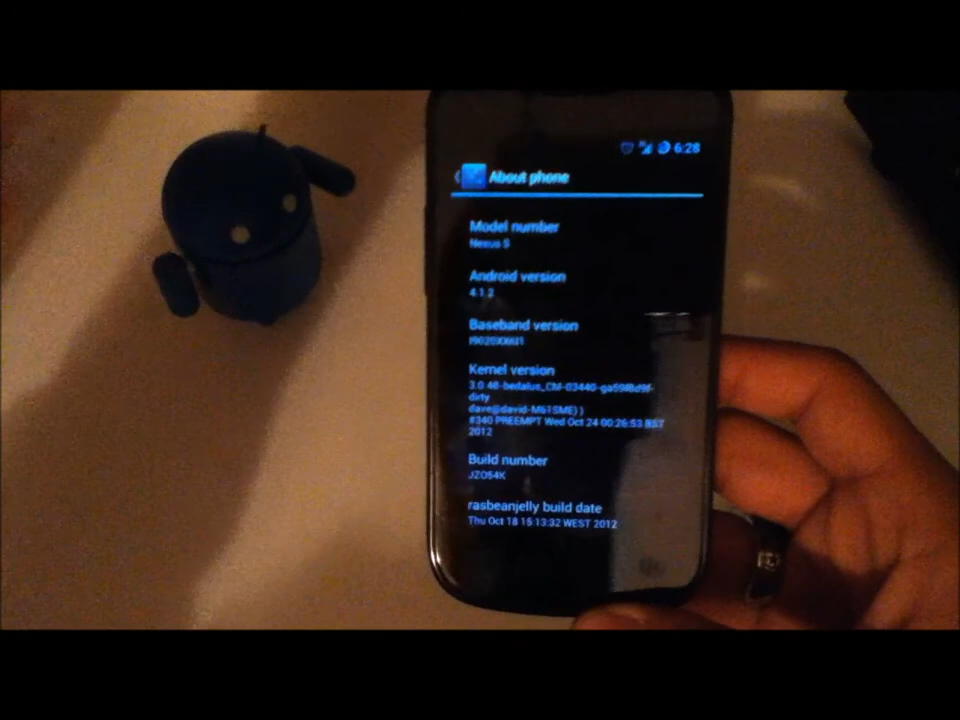 6:28
About phone
Model number
Nexus S
Android version
4.1.2
Baseband version
Kernel version
dirty
#340 PREEMPT Wed Oct 24 00:26:53 BST
2012
Build number
JZO54K
rasbeanjelly build date
Thu Oct 18 15:13:32 WEST 2012